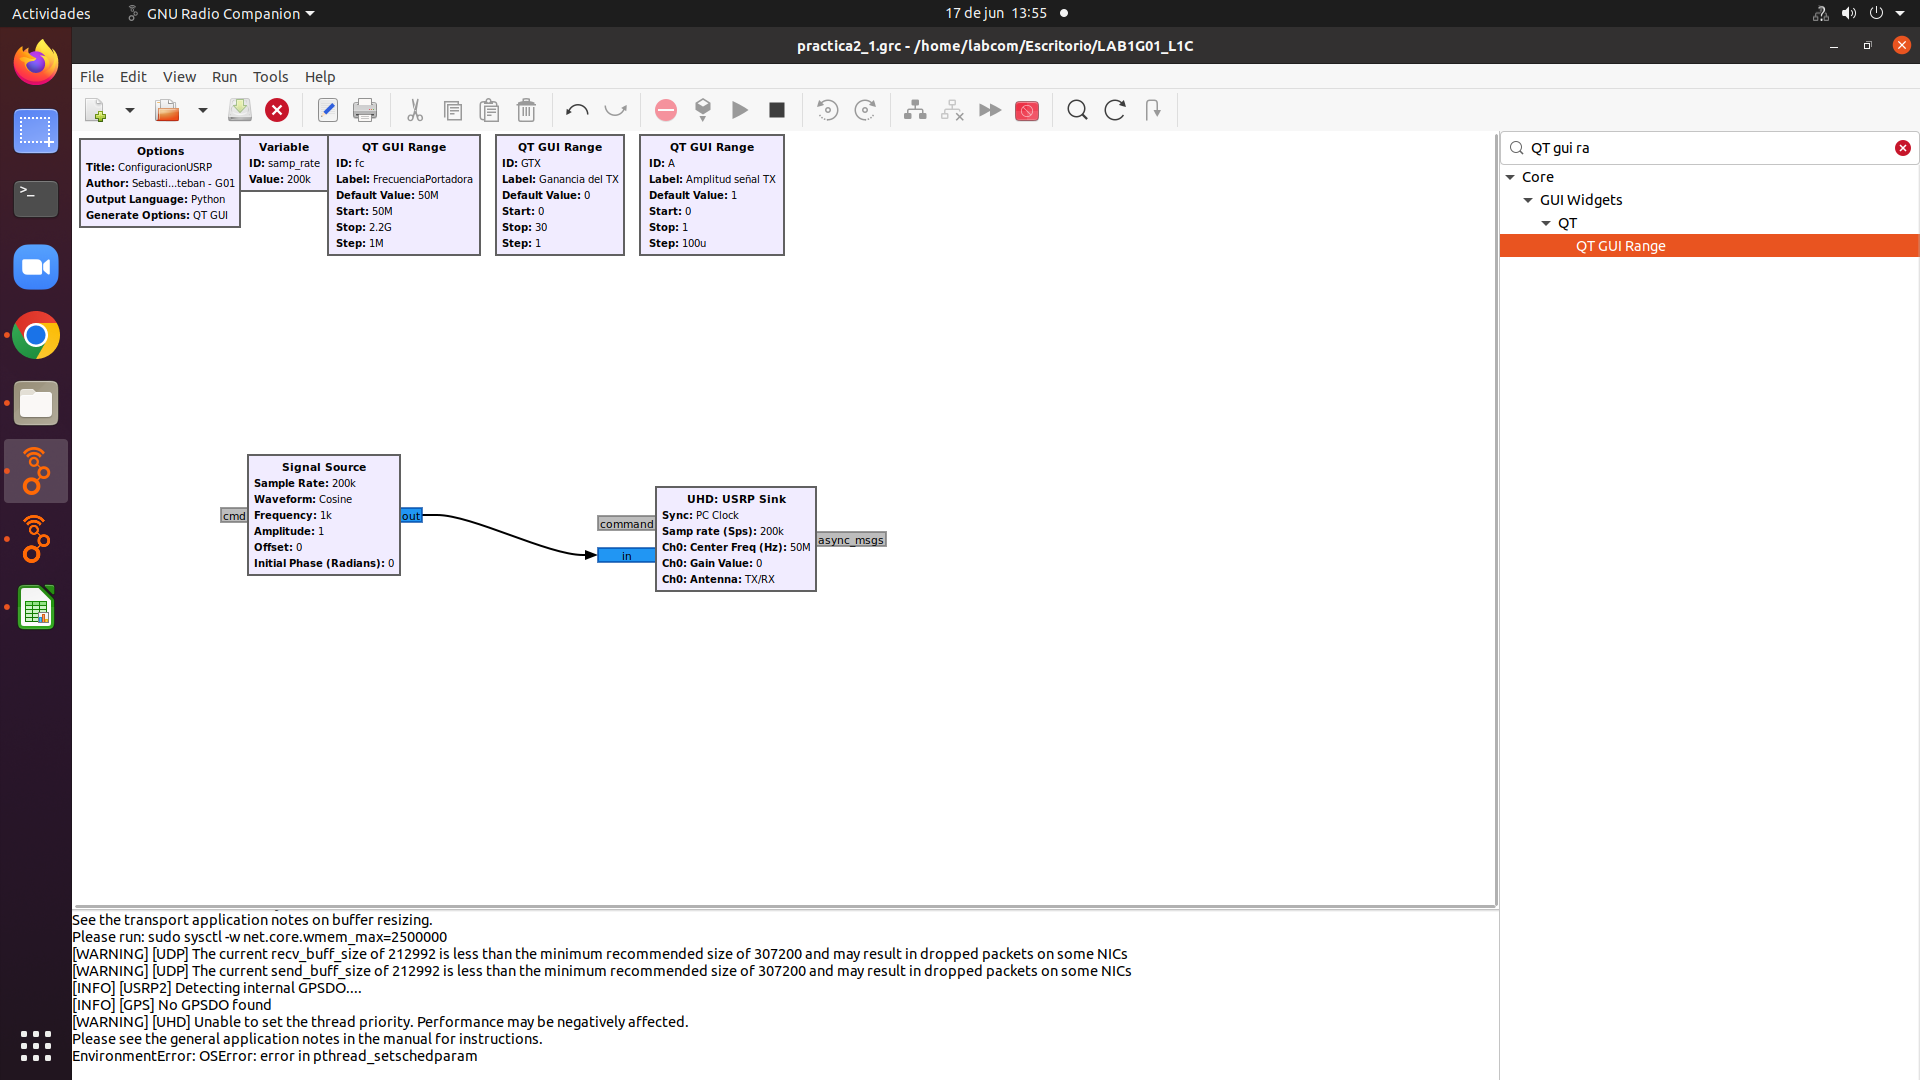 Actividades
GNU Radio Companion
17 de jun 13:55
practica2_1.grc - /home/labcom/Escritorio/LAB1G01_L1C
File Edit View Run Tools Help
Options
Title: ConfiguracionUSRP
Author: Sebasti...teban - G01
Output Language: Python
Generate Options: QT GUI
Variable
ID: samp_rate
Value: 200k
QT GUI Range
ID: fc
Label: FrecuenciaPortadora
Default Value: 50M
Start: 50M
Stop: 2.2G
Step: 1M
QT GUI Range
ID: GTX
Label: Ganancia del TX
Default Value: 0
Start: 0
Stop: 30
Step: 1
QT GUI Range
ID: A
Label: Amplitud señal TX
Default Value: 1
Start: 0
Stop: 1
Step: 100u
QT gui ra
Core
GUI Widgets
QT
QT GUI Range
Signal Source
Sample Rate: 200k
Waveform: Cosine
Frequency: 1k
Amplitude: 1
Offset: 0
Initial Phase (Radians): 0
cmd
out
UHD: USRP Sink
Sync: PC Clock
Samp rate (Sps): 200k
Ch0: Center Freq (Hz): 50M
Ch0: Gain Value: 0
Ch0: Antenna: TX/RX
command
in
async_msgs
See the transport application notes on buffer resizing.
Please run: sudo sysctl -w net.core.wmem_max=2500000
[WARNING] [UDP] The current recv_buff_size of 212992 is less than the minimum recommended size of 307200 and may result in dropped packets on some NICs
[WARNING] [UDP] The current send_buff_size of 212992 is less than the minimum recommended size of 307200 and may result in dropped packets on some NICs
[INFO] [USRP2] Detecting internal GPSDO....
[INFO] [GPS] No GPSDO found
[WARNING] [UHD] Unable to set the thread priority. Performance may be negatively affected.
Please see the general application notes in the manual for instructions.
EnvironmentError: OSError: error in pthread_setschedparam